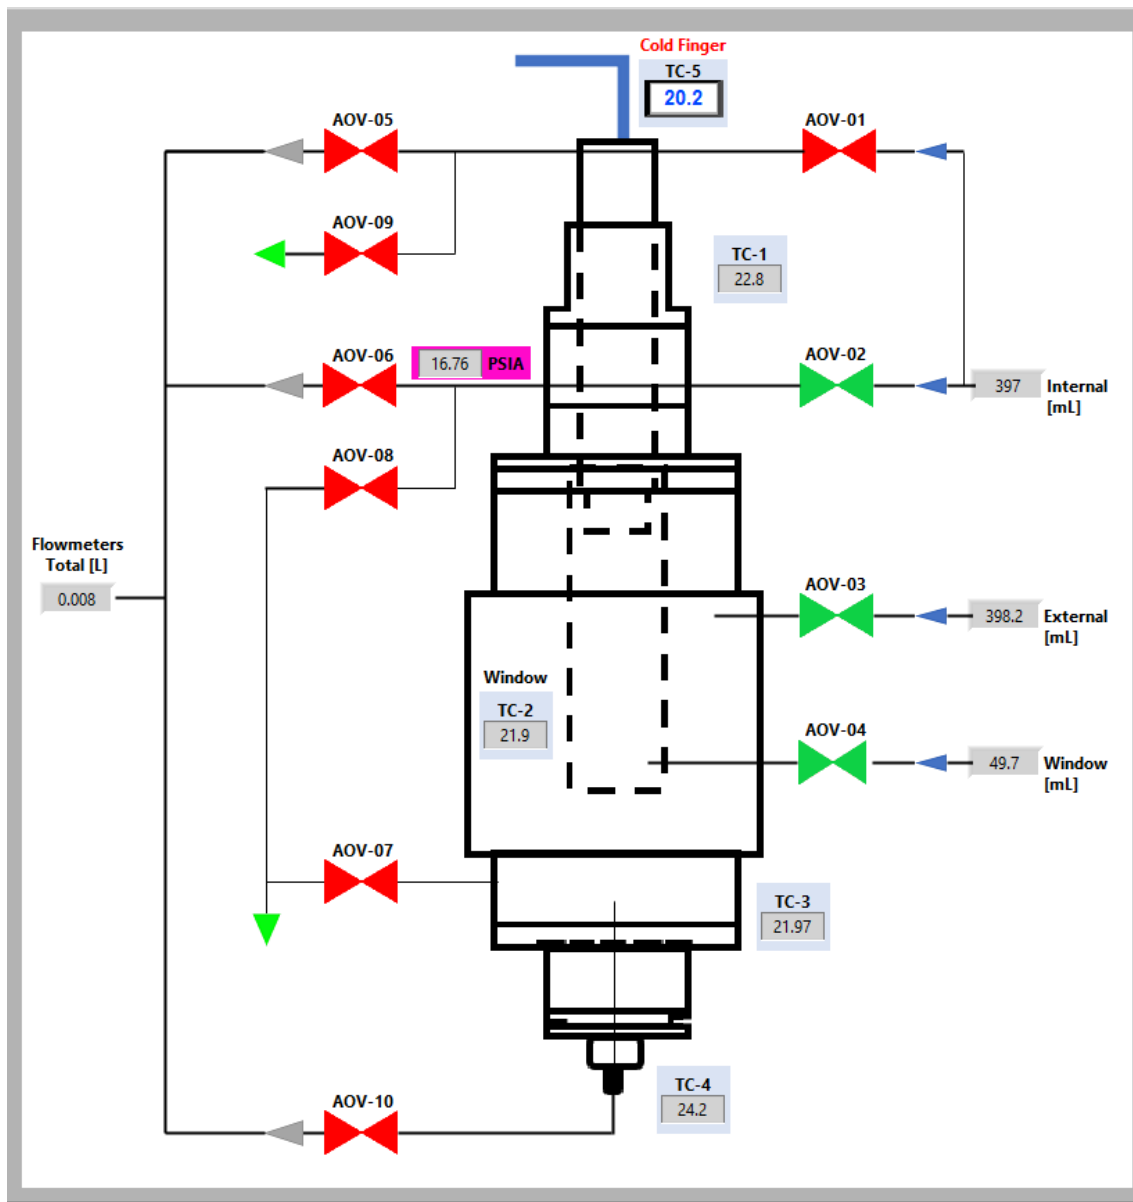 Cold Finger
TC-5
20.2
AOV-05
AOV-01
AOV-09
TC-1
22.8
AOV-06
16.76 PSIA
AOV-02
397
Internal
[mL]
AOV-08
Flowmeters
Total [L]
0.008
AOV-03
398.2
External
[mL]
Window
TC-2
21.9
AOV-04
49.7
Window
[mL]
AOV-07
TC-3
21.97
TC-4
24.2
AOV-10